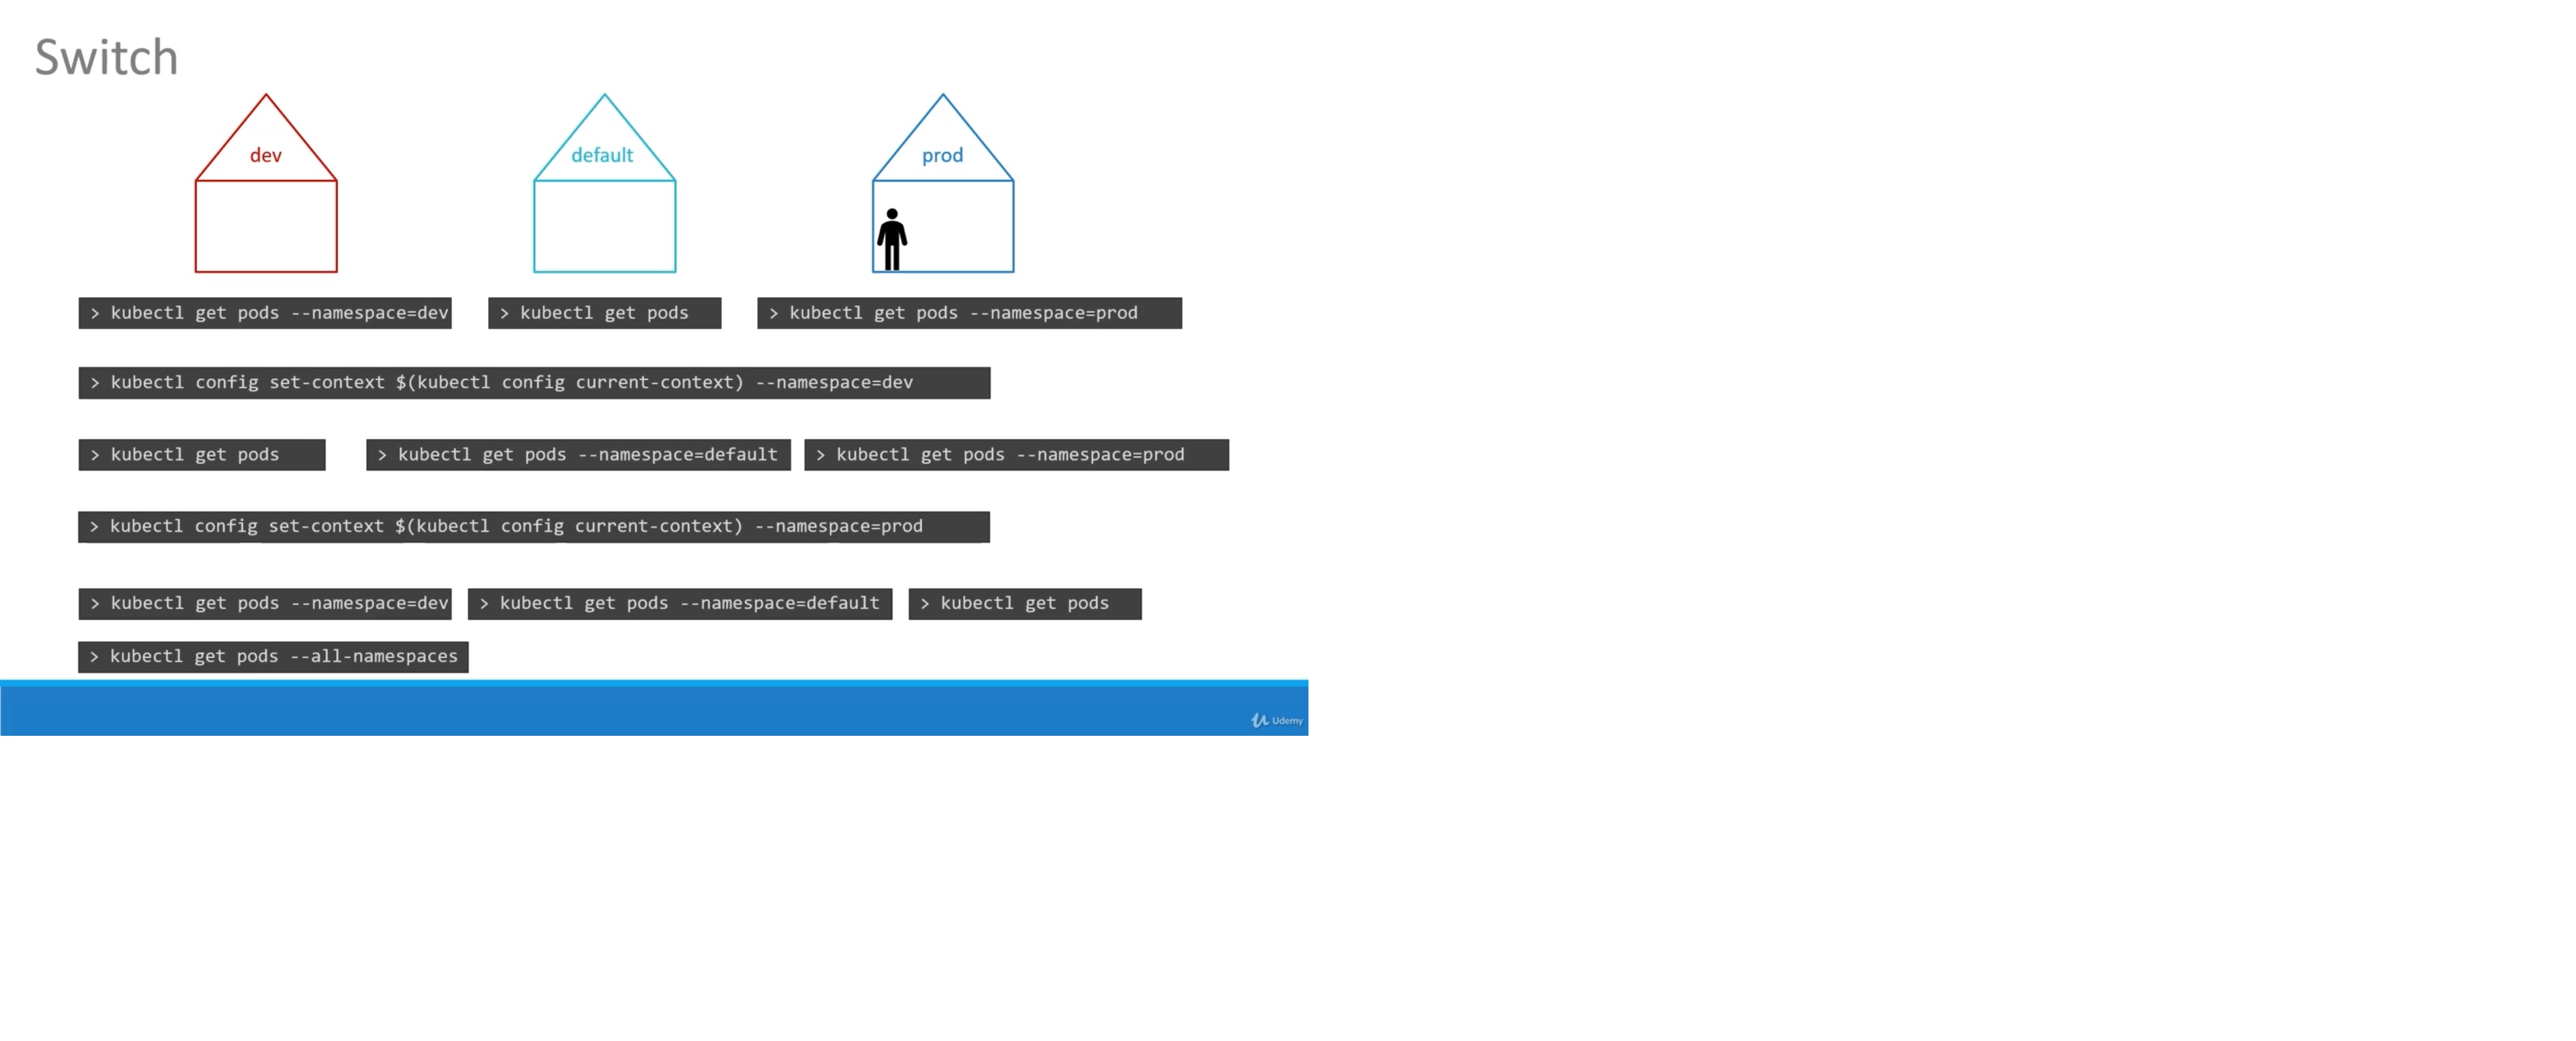 Switch
dev
default
prod
> kubectl get pods --namespace=dev
> kubectl get pods
> kubectl get pods --namespace=prod
> kubectl config set-context $(kubectl config current-context) --namespace=dev
> kubectl get pods
> kubectl get pods --namespace=default
> kubectl get pods --namespace=prod
> kubectl config set-context $(kubectl config current-context) --namespace=prod
> kubectl get pods --namespace=dev
> kubectl get pods --namespace=default
> kubectl get pods
> kubectl get pods --all-namespaces
Udemy